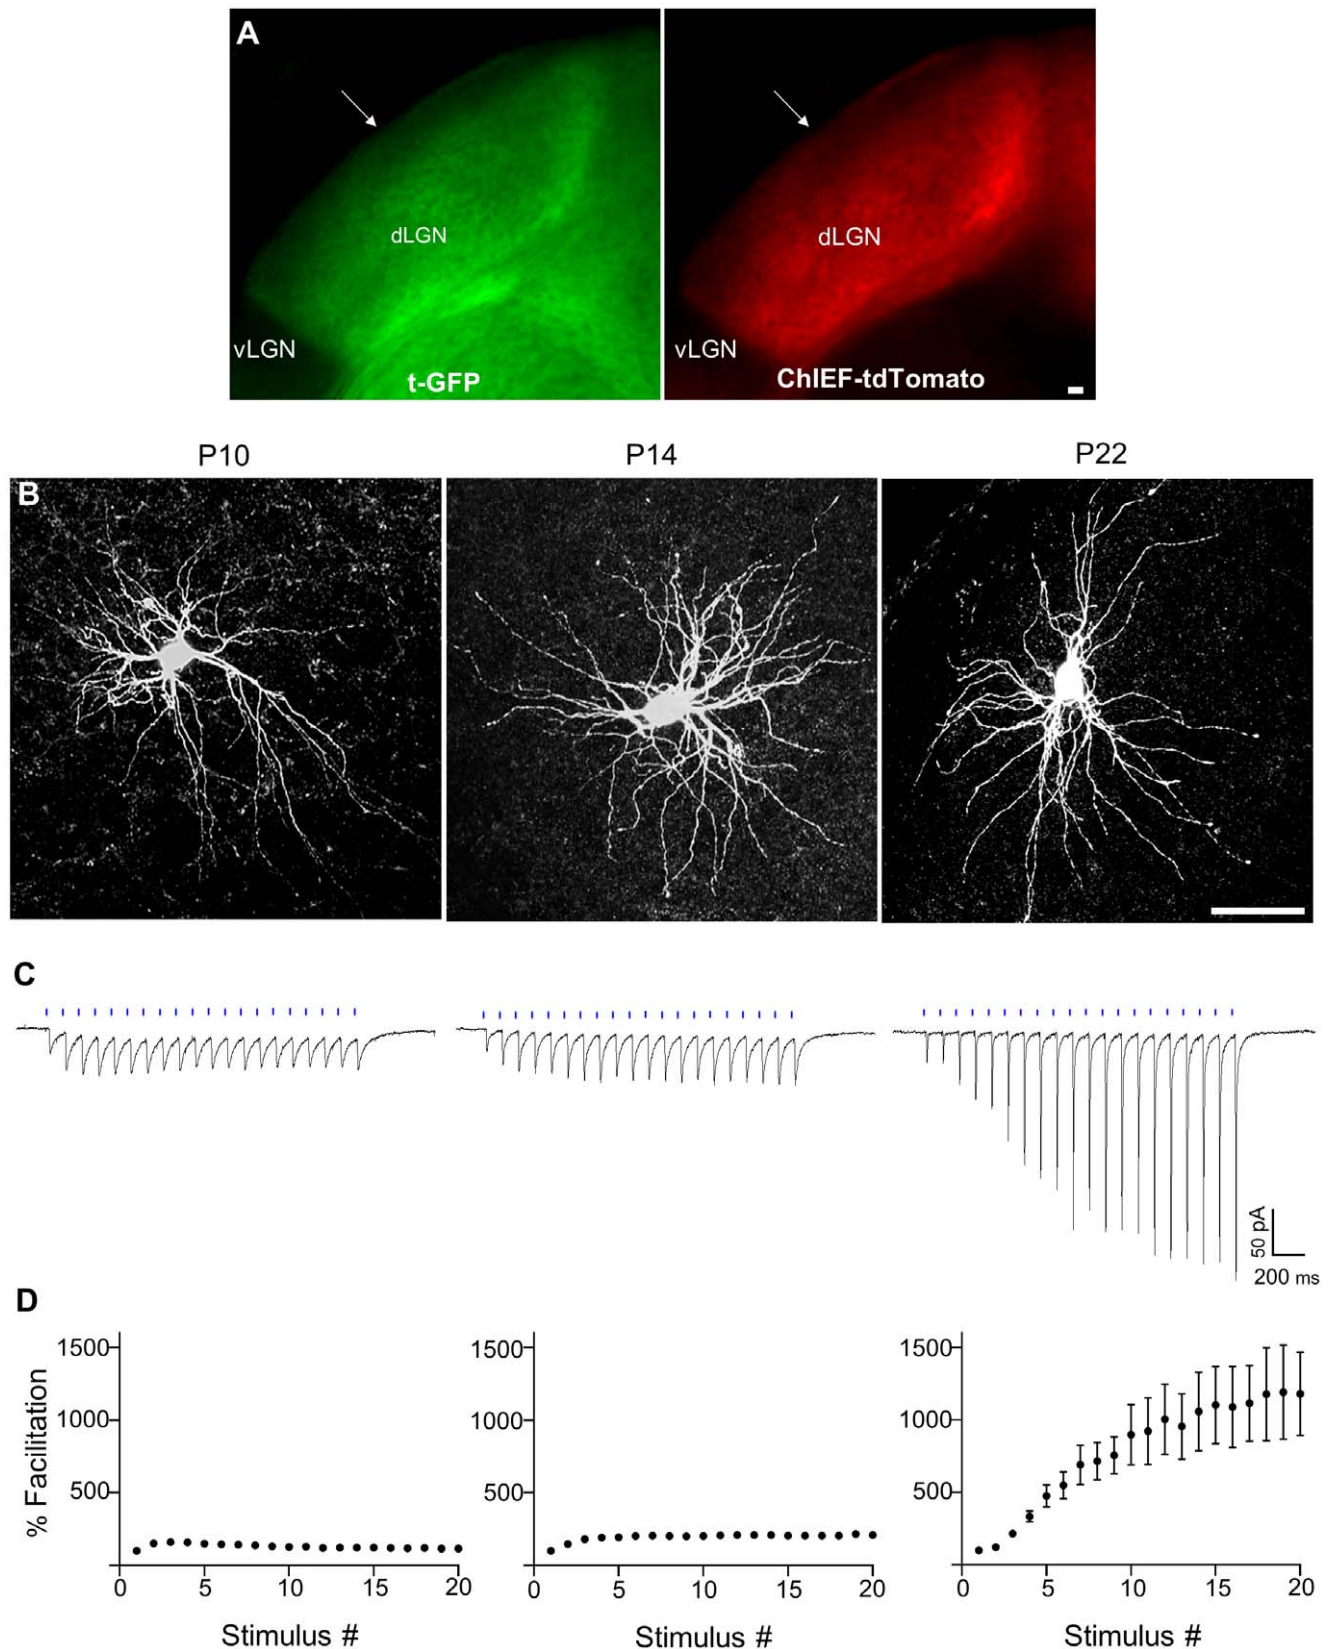 A
dLGN
vLGN
t-GFP
dLGN
vLGN
ChIEF-tdTomato
P10
P14
P22
B
C
50 pA
200 ms
D
% Facilitation
1500
1000
500
0 5 10 15 20
Stimulus #
1500
1000
500
0 5 10 15 20
Stimulus #
1500
1000
500
0 5 10 15 20
Stimulus #